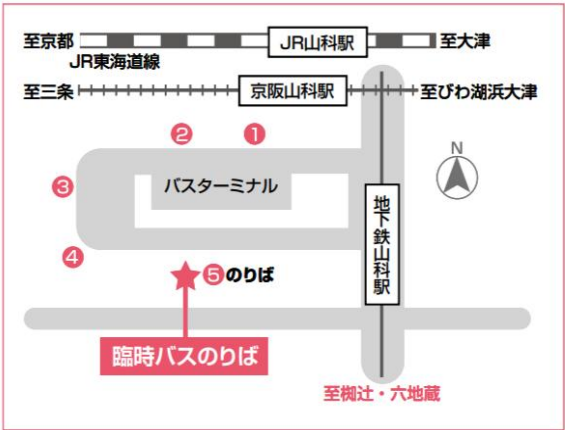 至京都
JR山科駅
至大津
JR東海道線
至三条
京阪山科駅
至びわ湖浜大津
②
①
N
③
バスターミナル
地下鉄山科駅
④
⑤のりば
臨時バスのりば
至椥辻・六地蔵